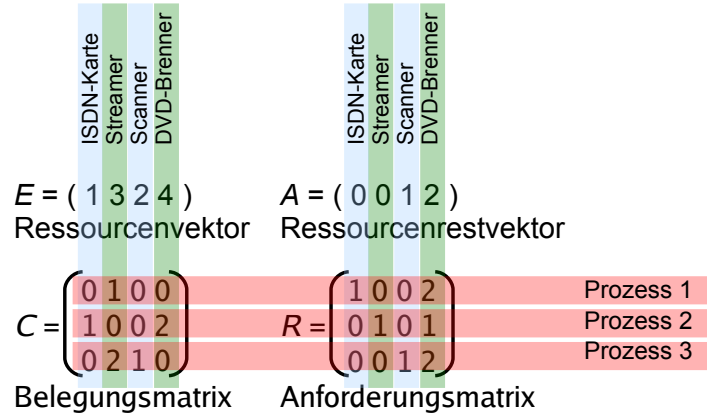 ISDN-Karte
Streamer
Scanner
DVD-Brenner
ISDN-Karte
Streamer
Scanner
DVD-Brenner
E = ( 1 3 2 4 ) A = ( 0 0 1 2 )
Ressourcenvektor Ressourcenrestvektor
0 1 0 0 1 0 0 2 Prozess 1
C = 1 0 0 2 R = 0 1 0 1 Prozess 2
0 2 1 0 0 0 1 2 Prozess 3
Belegungsmatrix Anforderungsmatrix